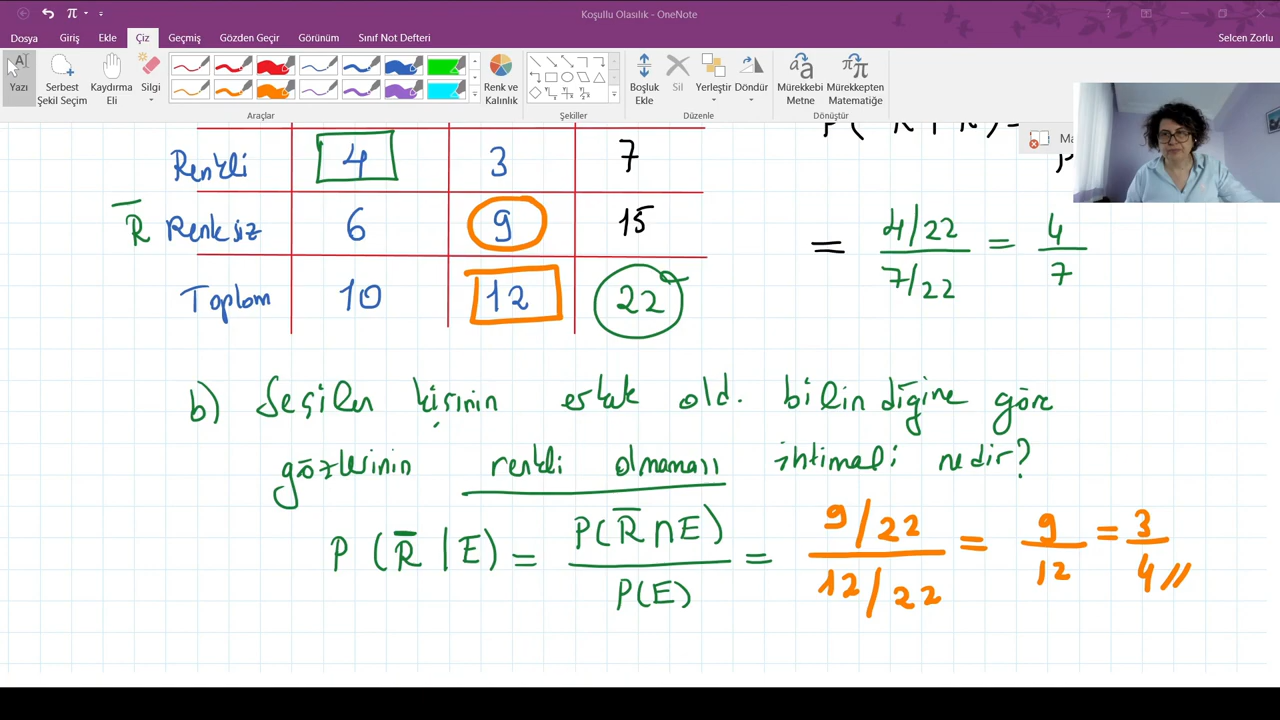 Koşullu Olasılık - OneNote
Dosya Giriş Ekle Çiz Geçmiş Gözden Geçir Görünüm Sınıf Not Defteri Selcen Zorlu
Yazı Serbest Şekil Seçim Kaydırma Eli Silgi Renk ve Kalınlık Boşluk Ekle Sil Yerleştir Döndür Mürekkebi Metne Mürekkepten Matematiğe
Araçlar Şekiller Düzenle Dönüştür
Renkli 4 3 7
R̅ Renksiz 6 9 15
Toplam 10 12 22
= 4/22 / 7/22 = 4/7
b) Seçilen kişinin erkek old. bilindiğine göre
gözlerinin renkli olmaması ihtimali nedir?
P(R̅|E) = P(R̅∩E) / P(E) = 9/22 / 12/22 = 9/12 = 3/4 //